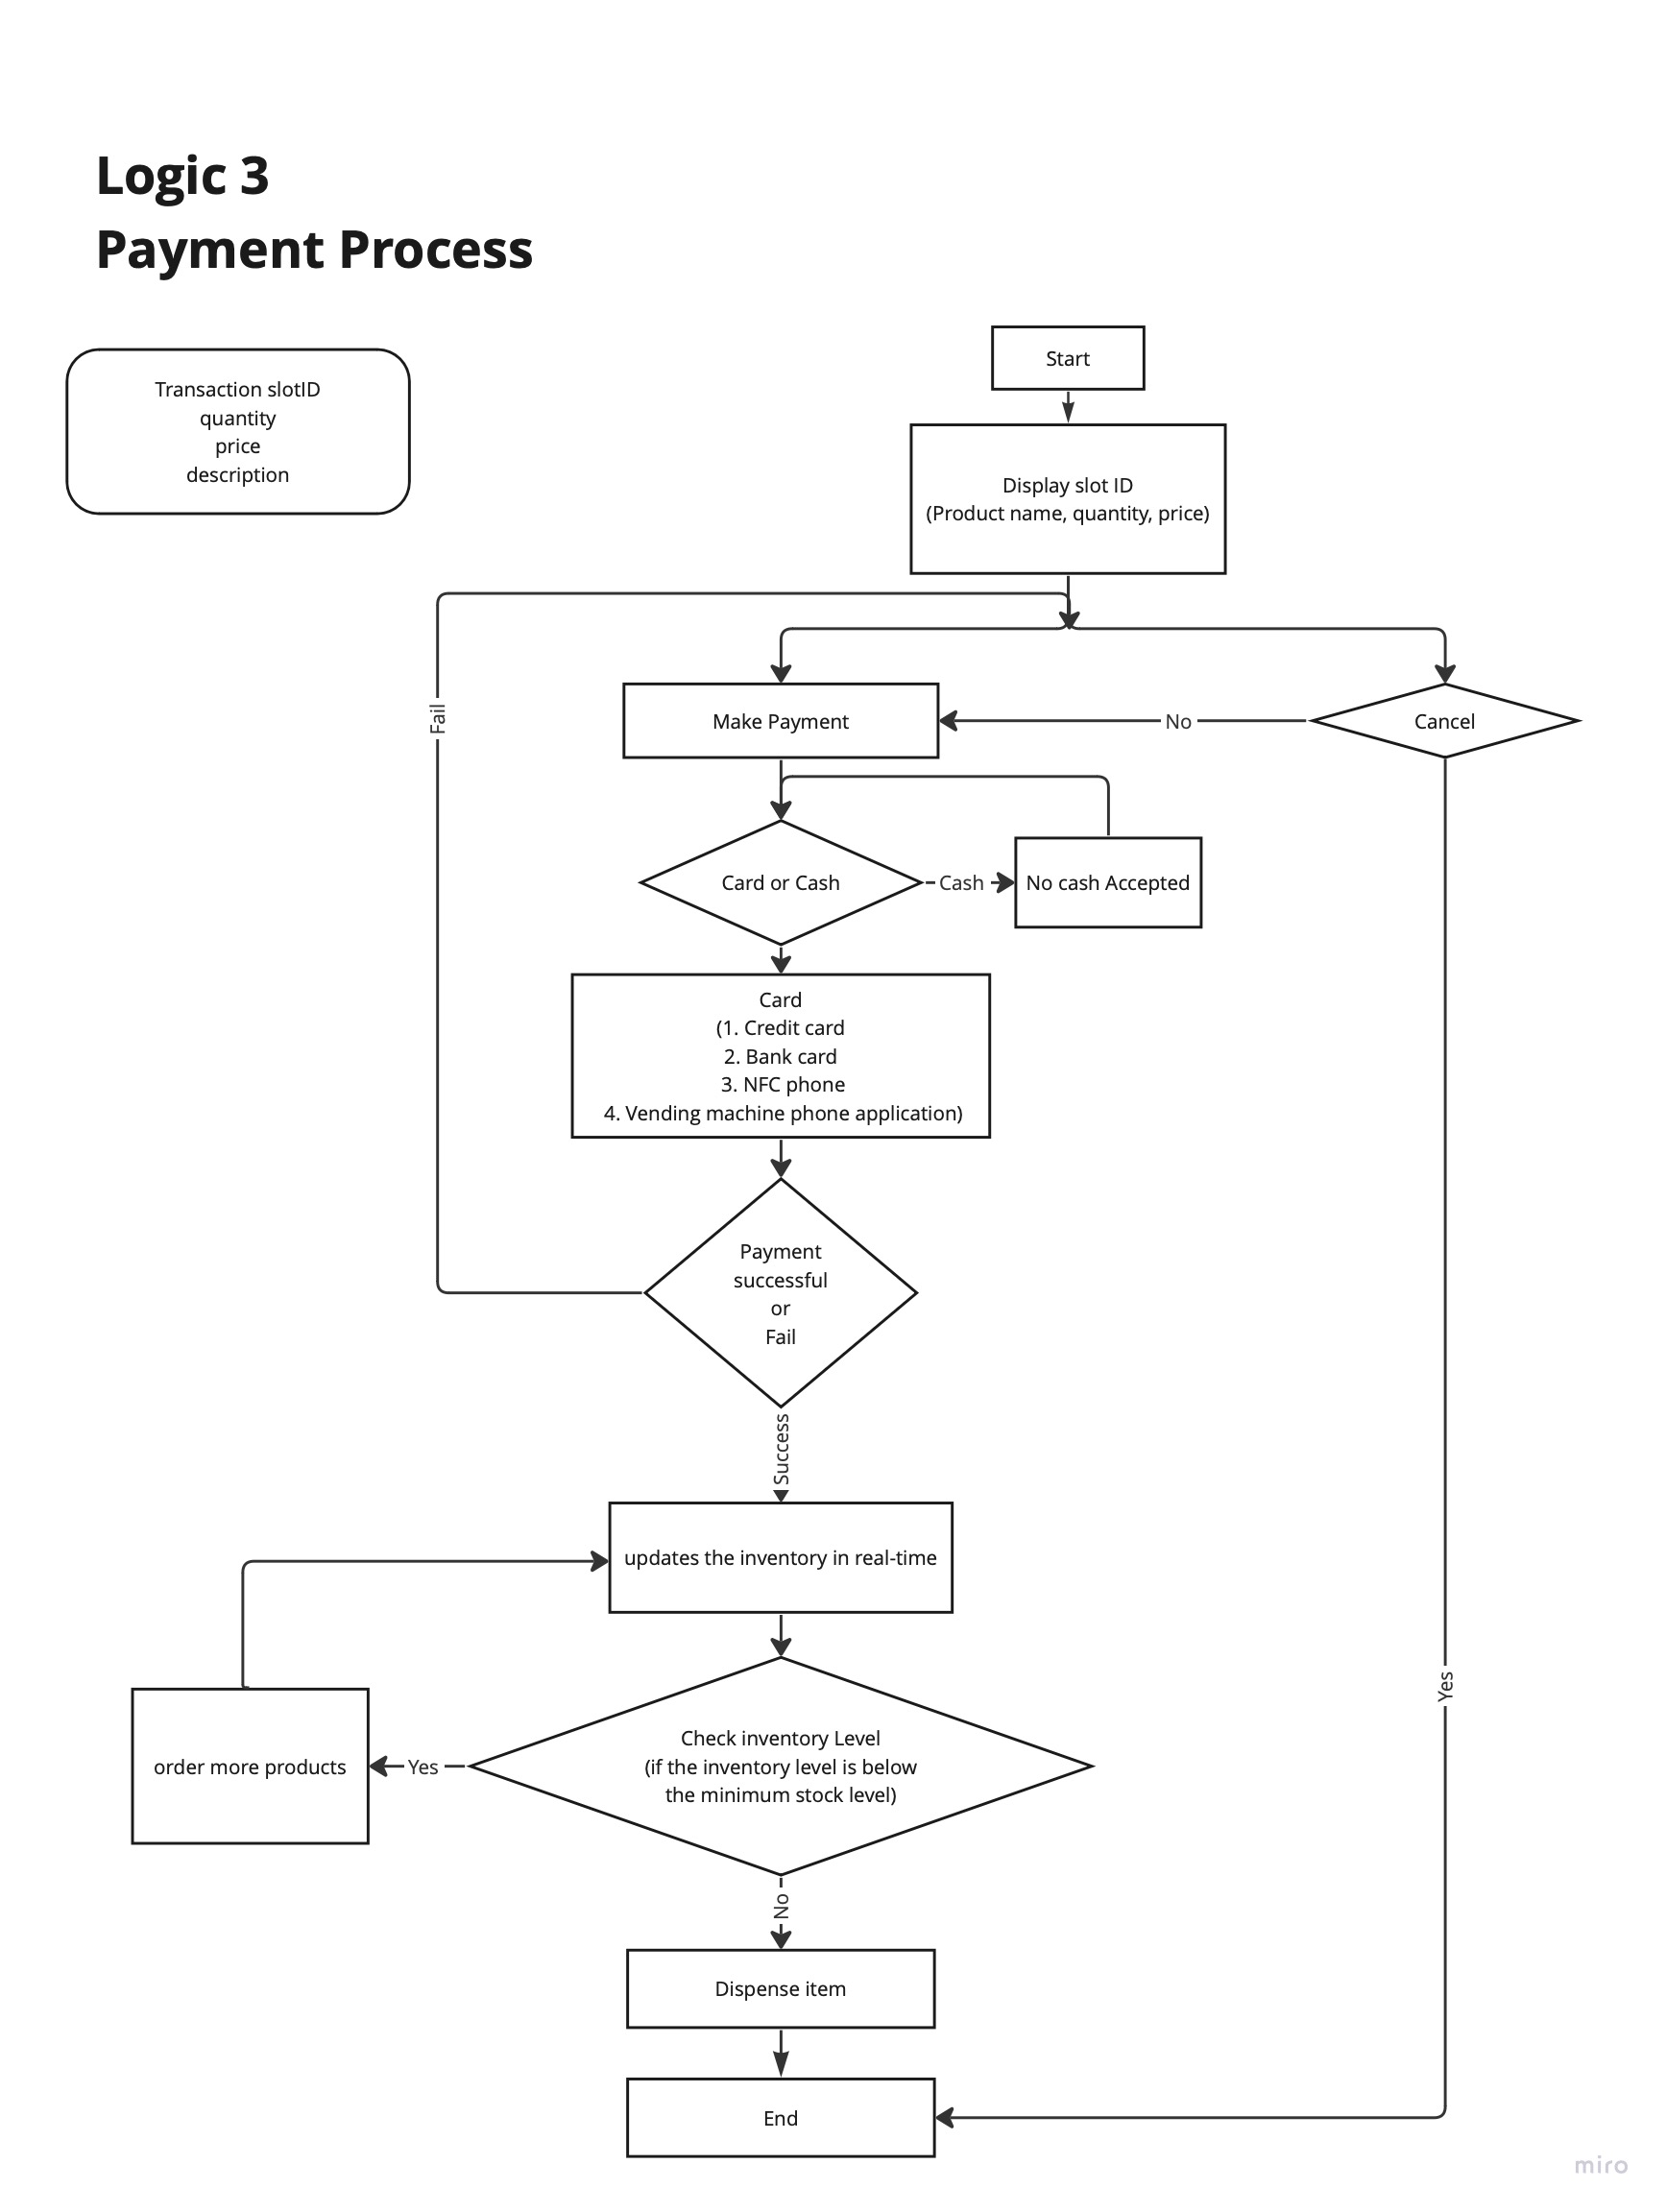 Logic 3
Payment Process
Transaction slotID
quantity
price
description
Start
Display slot ID
(Product name, quantity, price)
Fail
Make Payment
No
Cancel
Card or Cash
Cash
No cash Accepted
Card
(1. Credit card
2. Bank card
3. NFC phone
4. Vending machine phone application)
Payment
successful
or
Fail
Success
updates the inventory in real-time
Yes
order more products
Yes
Check inventory Level
(if the inventory level is below
the minimum stock level)
No
Dispense item
End
miro